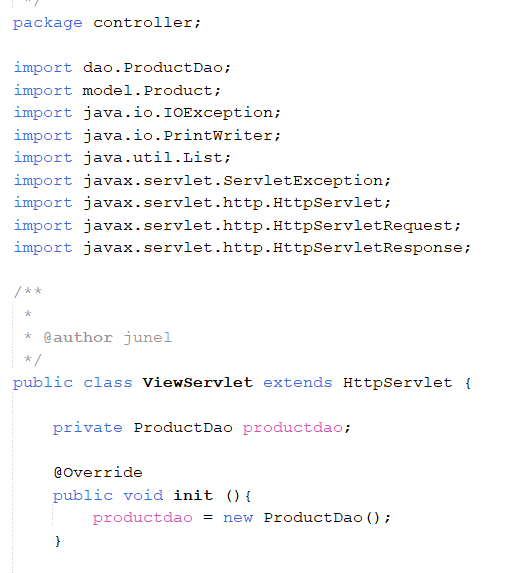 */
package controller;
import dao.ProductDao;
import model.Product;
import java.io.IOException;
import java.io.PrintWriter;
import java.util.List;
import javax.servlet.ServletException;
import javax.servlet.http.HttpServlet;
import javax.servlet.http.HttpServletRequest;
import javax.servlet.http.HttpServletResponse;
/**
*
* @author junel
*/
public class ViewServlet extends HttpServlet {
private ProductDao productdao;
@Override
public void init (){
productdao = new ProductDao();
}